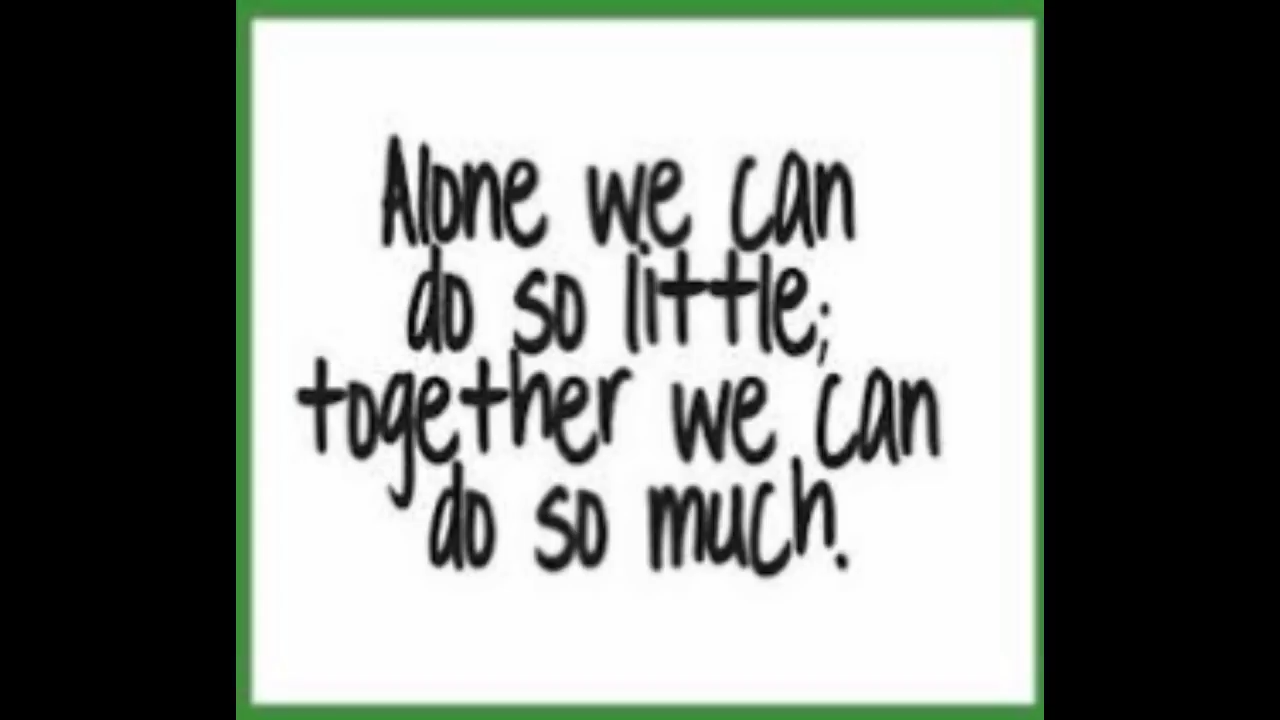 Alone we can
do so little;
together we can
do so much.